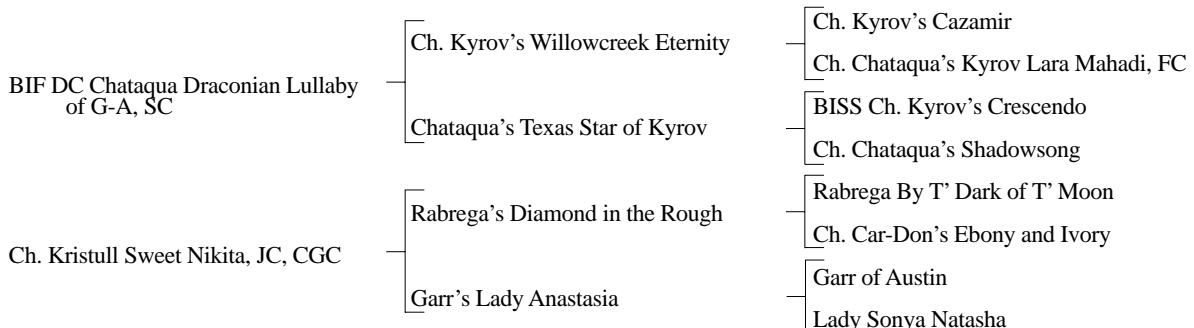 BIF DC Chataqua Draconian Lullaby
of G-A, SC
Ch. Kyrov’s Willowcreek Eternity
Ch. Kyrov’s Cazamir
Ch. Chataqua’s Kyrov Lara Mahadi, FC
Chataqua’s Texas Star of Kyrov
BISS Ch. Kyrov’s Crescendo
Ch. Chataqua’s Shadowsong
Ch. Kristull Sweet Nikita, JC, CGC
Rabrega’s Diamond in the Rough
Rabrega By T’ Dark of T’ Moon
Ch. Car-Don’s Ebony and Ivory
Garr’s Lady Anastasia
Garr of Austin
Lady Sonya Natasha